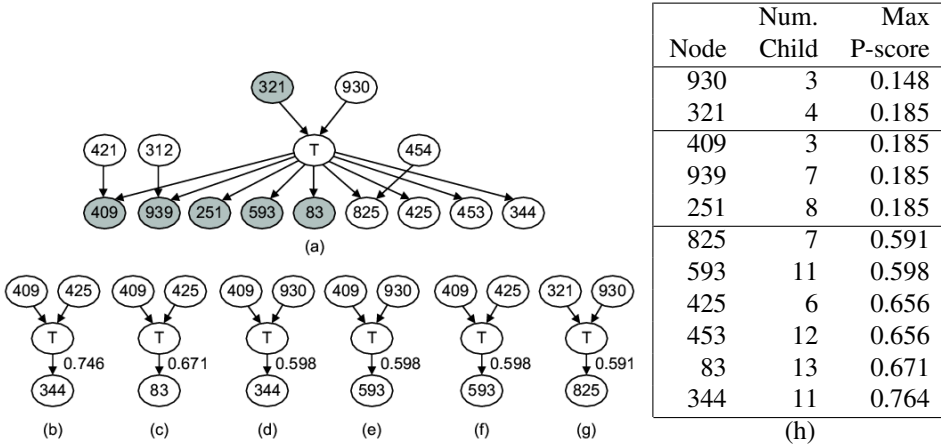 321 930
421 312 T 454
409 939 251 593 83 825 425 453 344
(a)
409 425 409 425 409 930 409 930 409 425 321 930
T T T T T T
0.746 0.671 0.598 0.598 0.598 0.591
344 83 344 593 593 825
(b) (c) (d) (e) (f) (g)
Num. Max
Node Child P-score
930 3 0.148
321 4 0.185
409 3 0.185
939 7 0.185
251 8 0.185
825 7 0.591
593 11 0.598
425 6 0.656
453 12 0.656
83 13 0.671
344 11 0.764
(h)